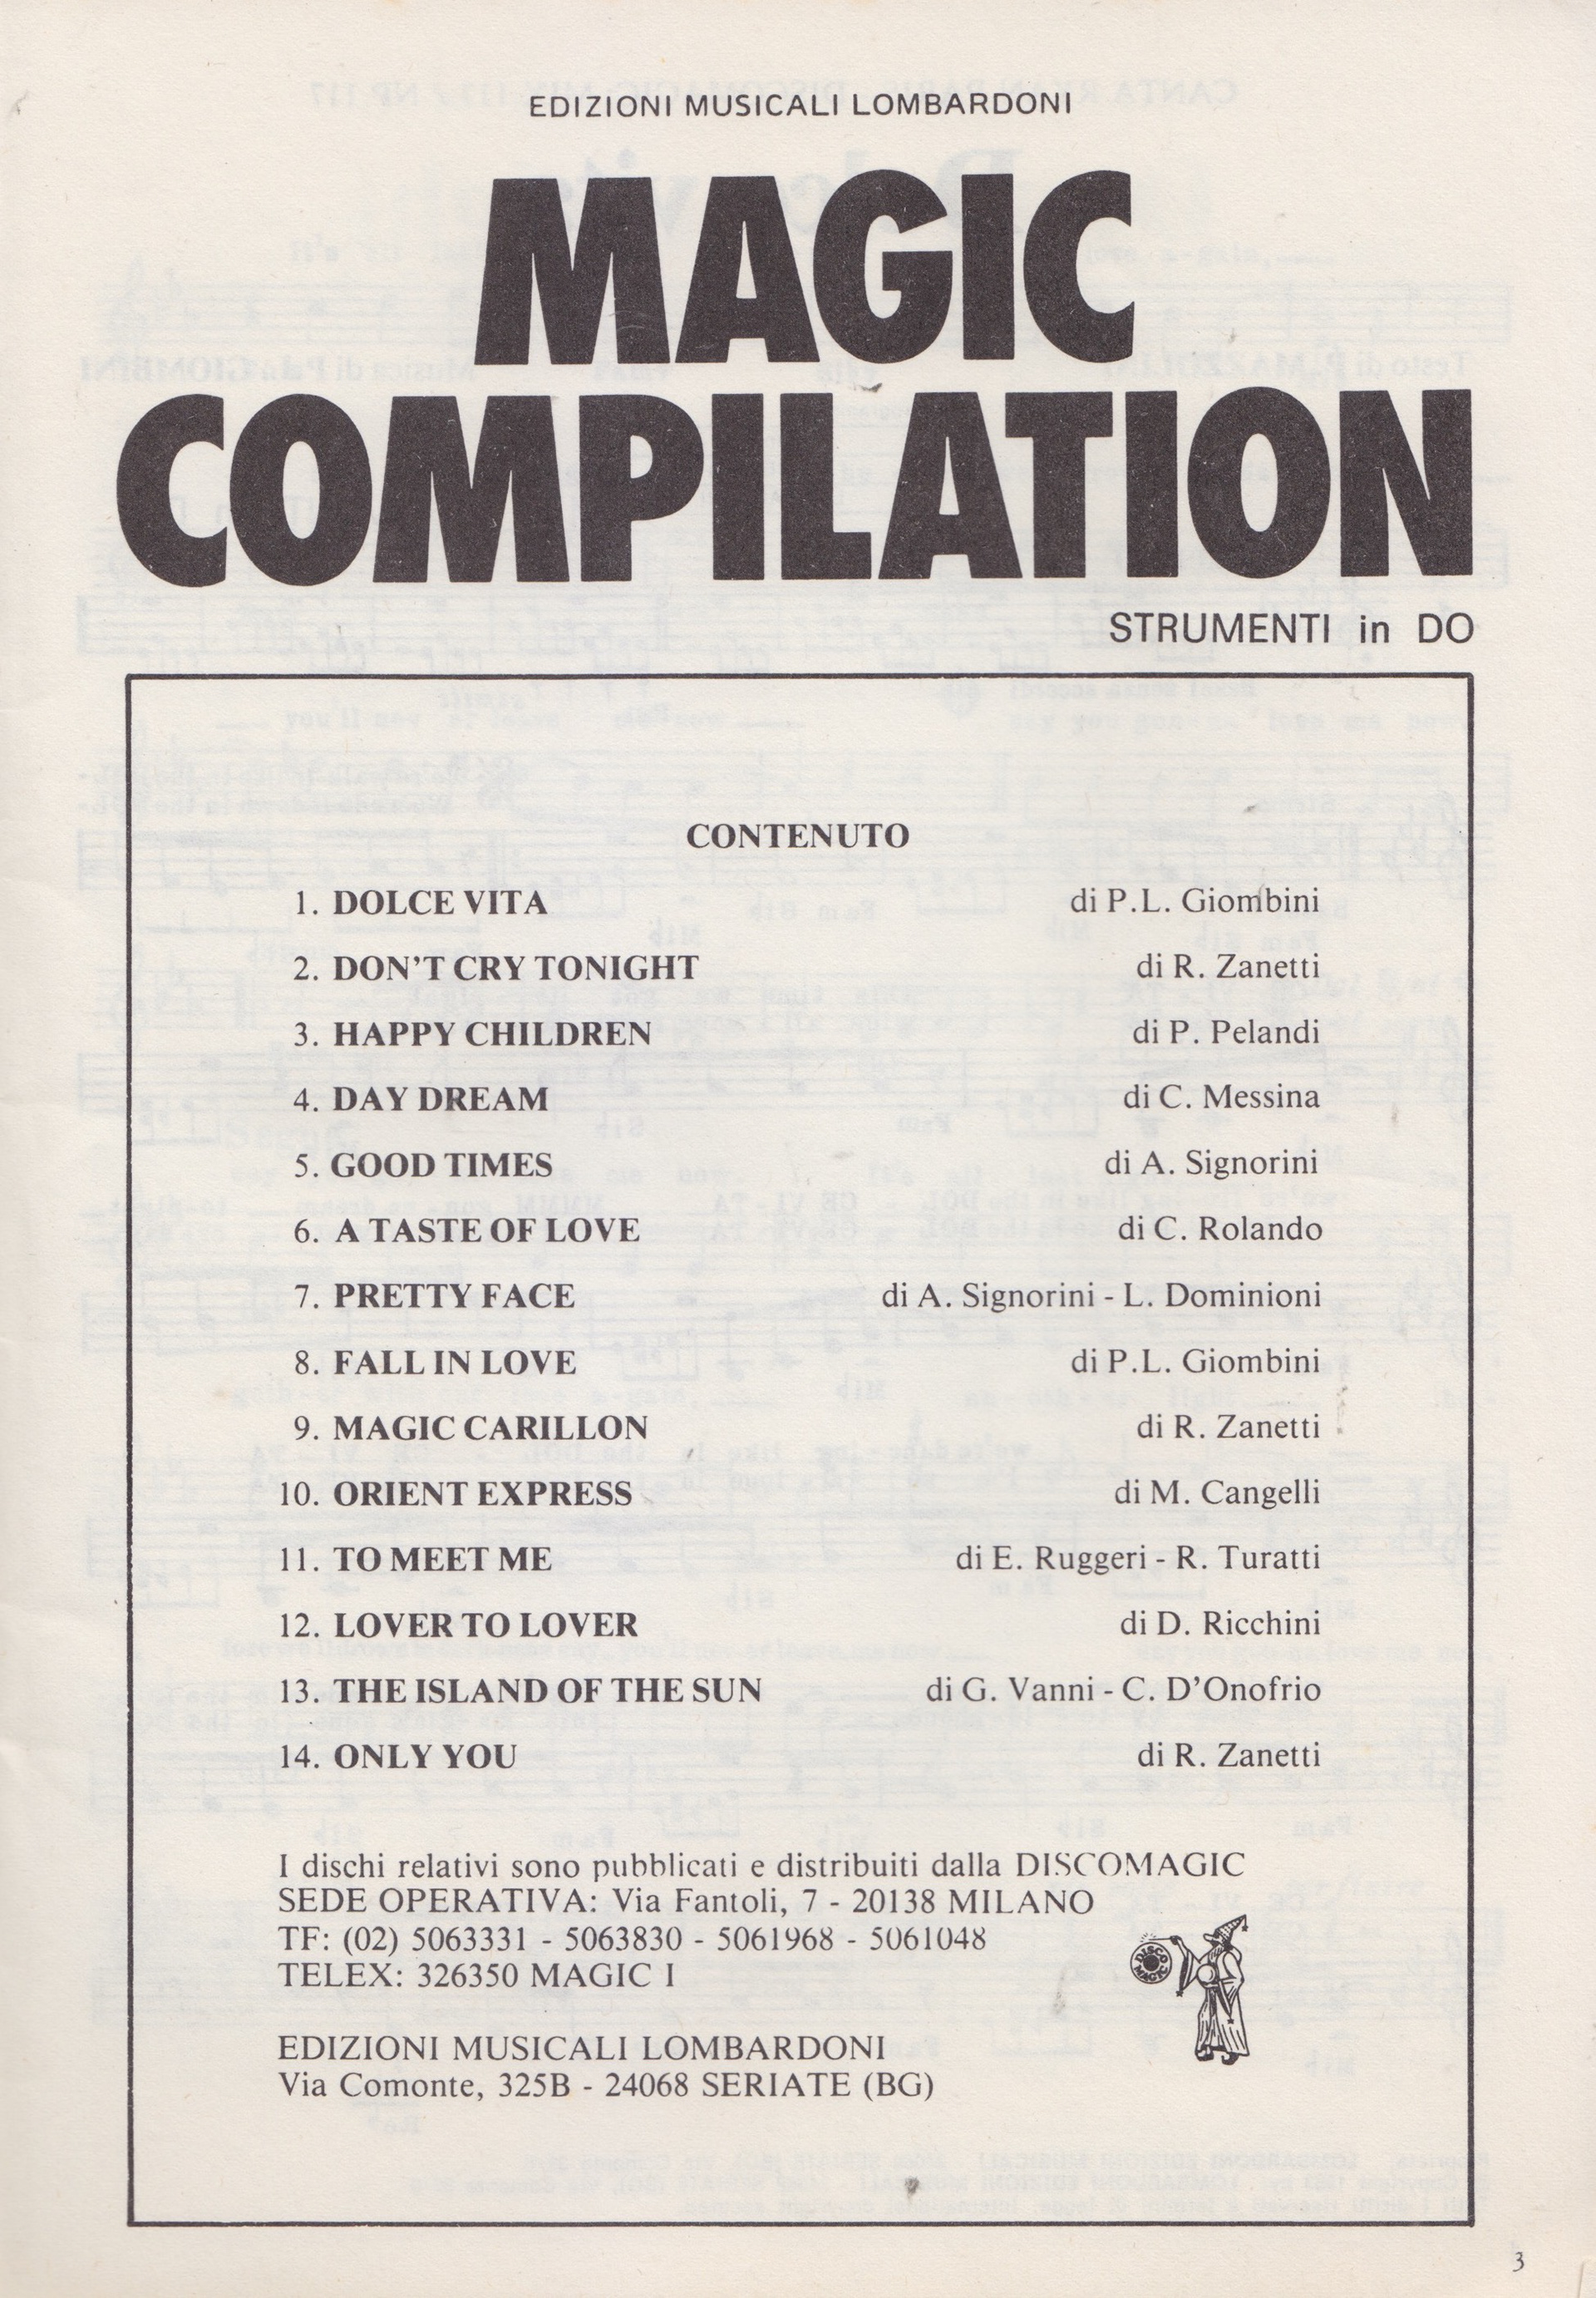 EDIZIONI MUSICALI LOMBARDONI
MAGIC
COMPILATION
STRUMENTI in DO
CONTENUTO
1. DOLCE VITA di P.L. Giombini
2. DON'T CRY TONIGHT di R. Zanetti
3. HAPPY CHILDREN di P. Pelandi
4. DAY DREAM di C. Messina
5. GOOD TIMES di A. Signorini
6. A TASTE OF LOVE di C. Rolando
7. PRETTY FACE di A. Signorini - L. Dominioni
8. FALL IN LOVE di P.L. Giombini
9. MAGIC CARILLON di R. Zanetti
10. ORIENT EXPRESS di M. Cangelli
11. TO MEET ME di E. Ruggeri - R. Turatti
12. LOVER TO LOVER di D. Ricchini
13. THE ISLAND OF THE SUN di G. Vanni - C. D'Onofrio
14. ONLY YOU di R. Zanetti
I dischi relativi sono pubblicati e distribuiti dalla DISCOMAGIC
SEDE OPERATIVA: Via Fantoli, 7 - 20138 MILANO
TF: (02) 5063331 - 5063830 - 5061968 - 5061048
TELEX: 326350 MAGIC I
DISCO
MAGIC
EDIZIONI MUSICALI LOMBARDONI
Via Comonte, 325B - 24068 SERIATE (BG)
3